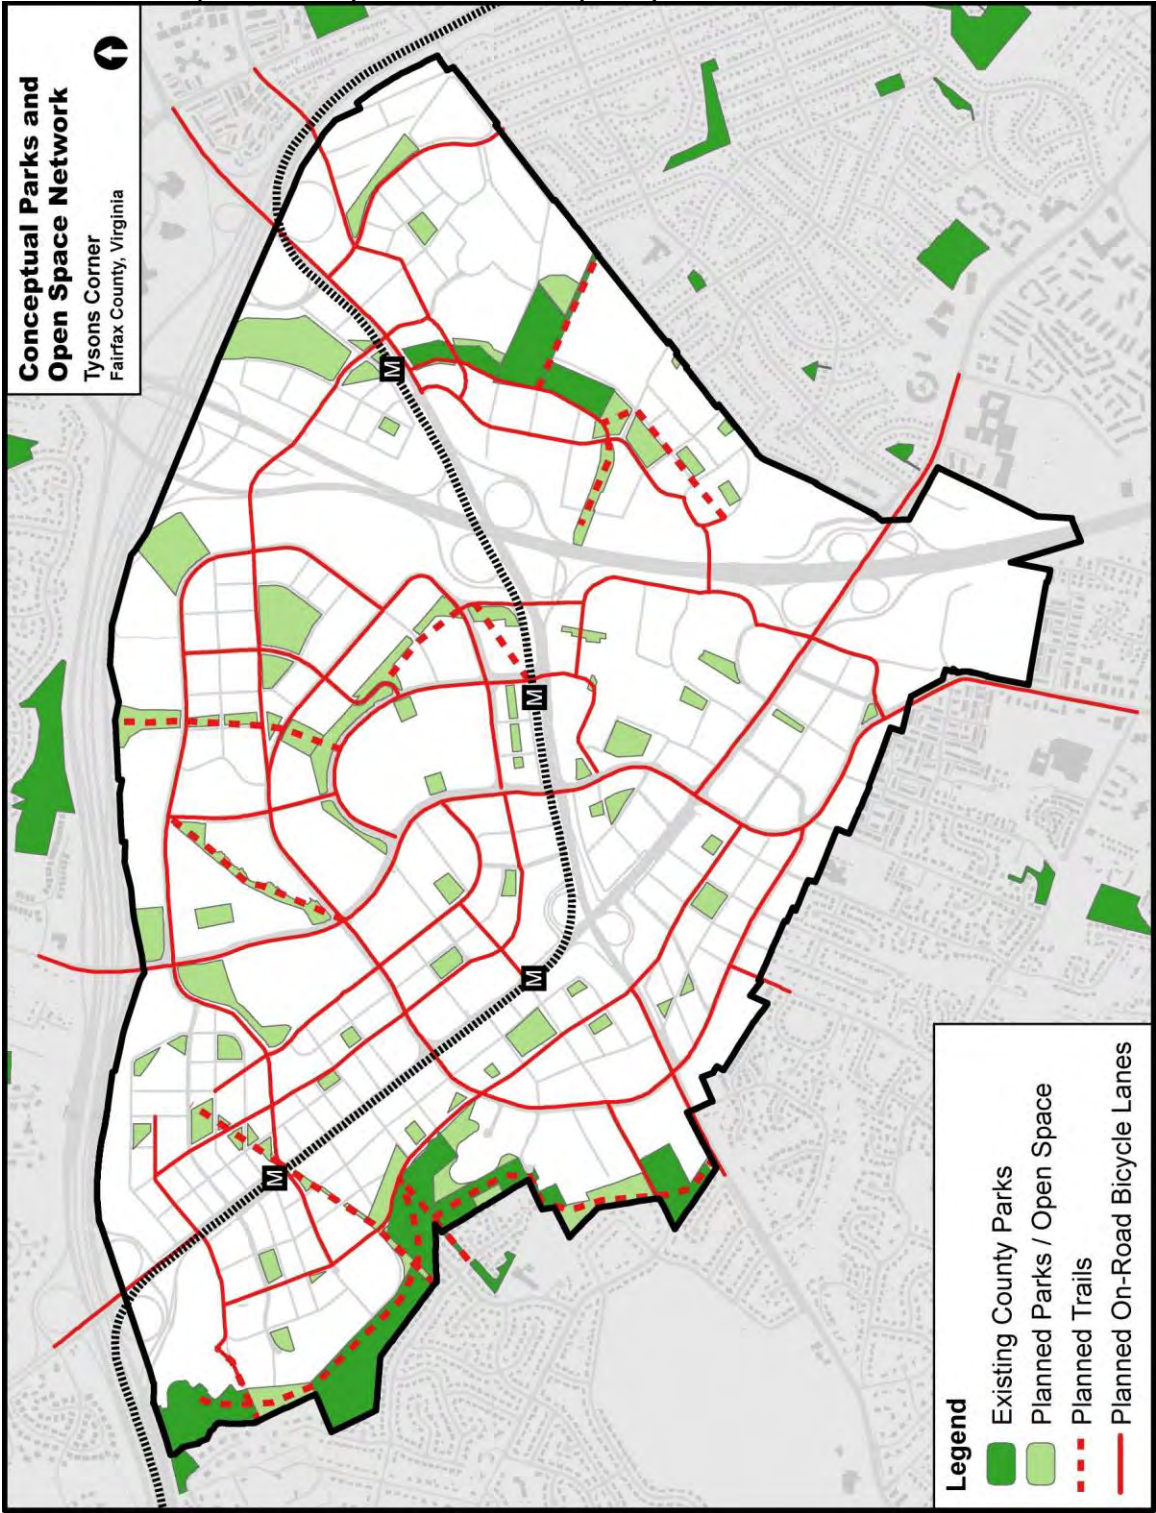 Conceptual Parks and
Open Space Network
Tysons Corner
Fairfax County, Virginia
M
M
M
M
Legend
Existing County Parks
Planned Parks / Open Space
Planned Trails
Planned On-Road Bicycle Lanes